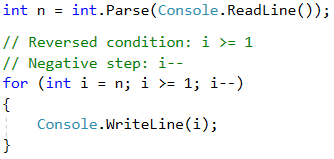 int n = int.Parse(Console.ReadLine());
// Reversed condition: i >= 1
// Negative step: i--
for (int i = n; i >= 1; i--)
{
    Console.WriteLine(i);
}